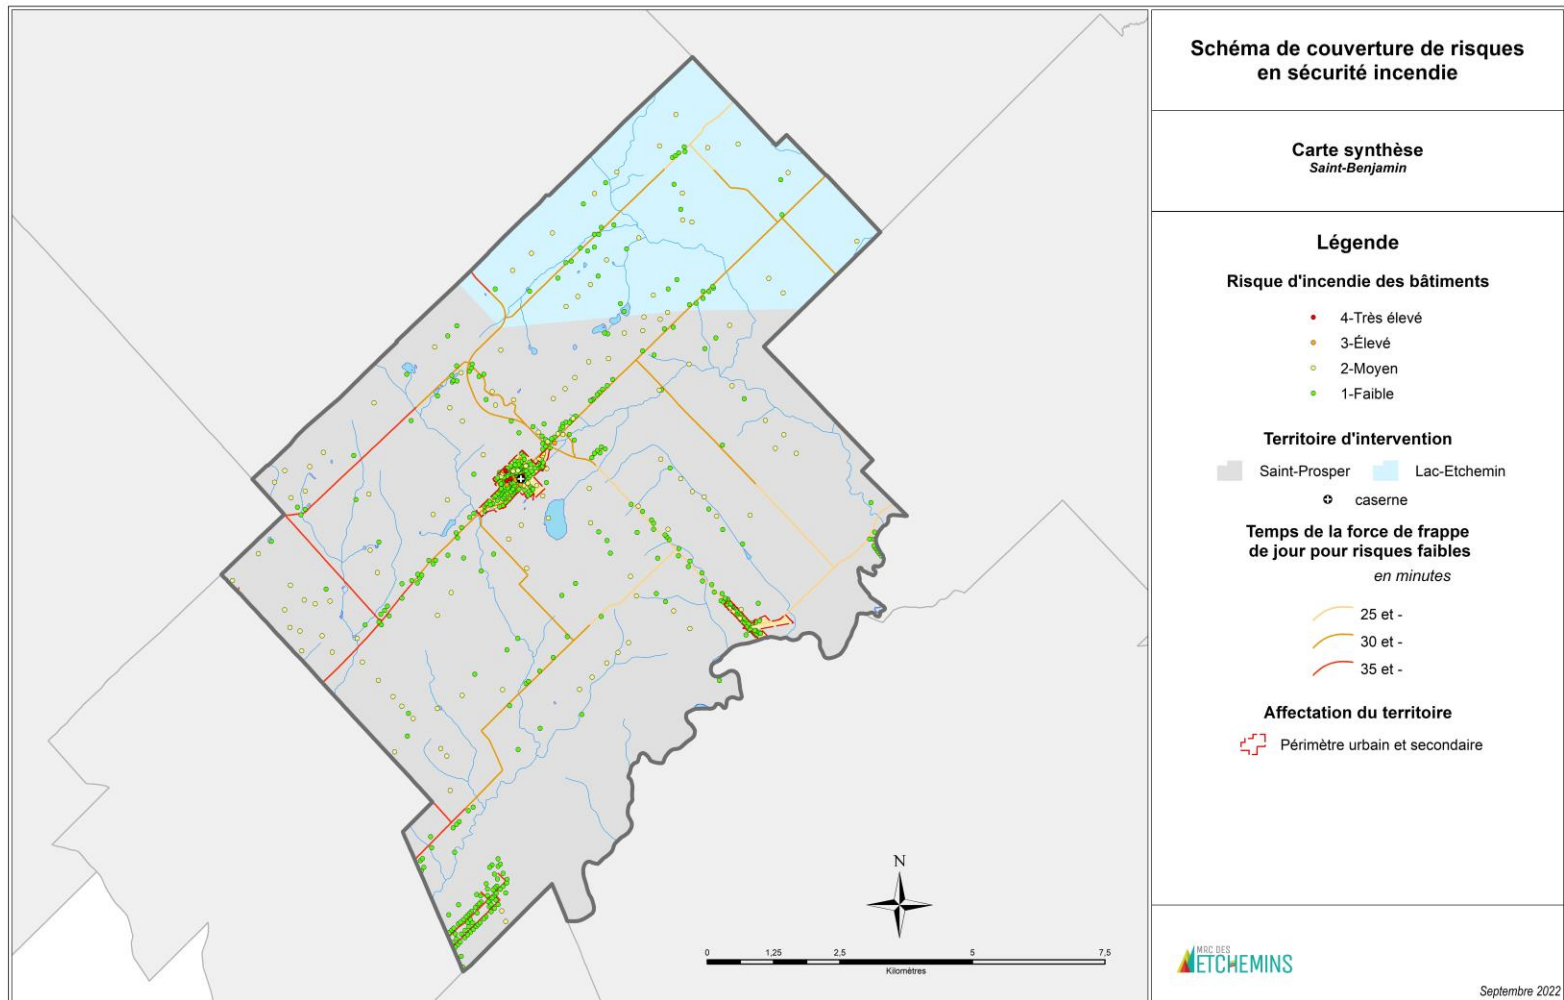 Schéma de couverture de risques
en sécurité incendie
Carte synthèse
Saint-Benjamin
Légende
Risque d'incendie des bâtiments
4-Très élevé
3-Élevé
2-Moyen
1-Faible
Territoire d'intervention
Saint-Prosper Lac-Etchemin
caserne
Temps de la force de frappe
de jour pour risques faibles
en minutes
25 et -
30 et -
35 et -
Affectation du territoire
Périmètre urbain et secondaire
N
0 1,25 2,5 5 7,5
Kilomètres
MRC DES
ETCHEMINS
Septembre 2022